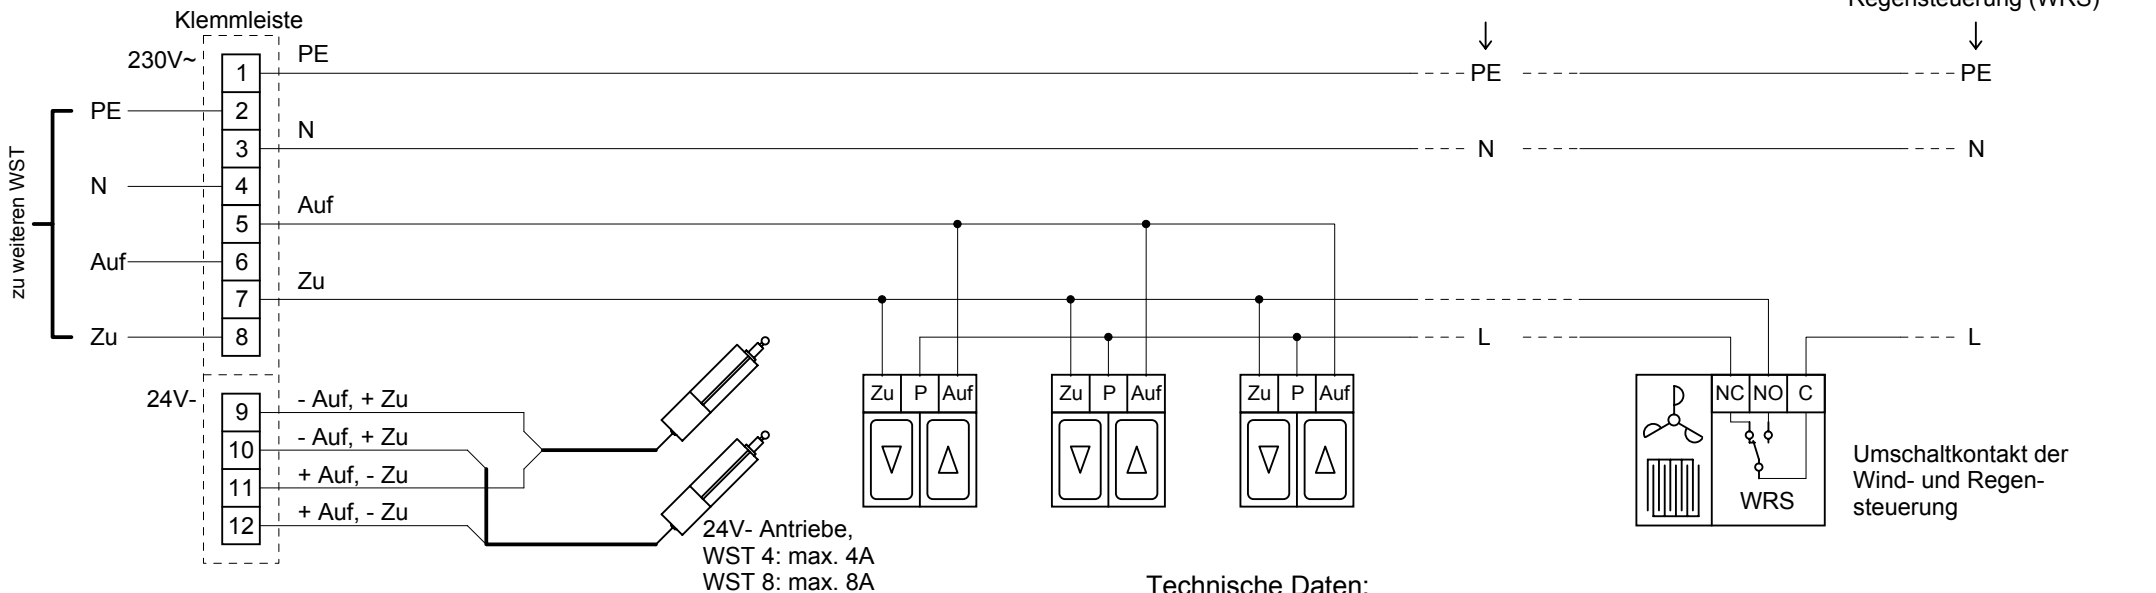 Regensteuerung (WRS)
Klemmleiste
230V~
PE
1
PE
PE
PE
2
N
3
N
N
N
4
Auf
5
Auf
6
Zu
7
Zu
8
L
L
zu weiteren WST
24V-
- Auf, + Zu
9
- Auf, + Zu
10
+ Auf, - Zu
11
+ Auf, - Zu
12
Zu P Auf
Zu P Auf
Zu P Auf
NC NO C
WRS
Umschaltkontakt der
Wind- und Regen-
steuerung
24V- Antriebe,
WST 4: max. 4A
WST 8: max. 8A
Technische Daten: